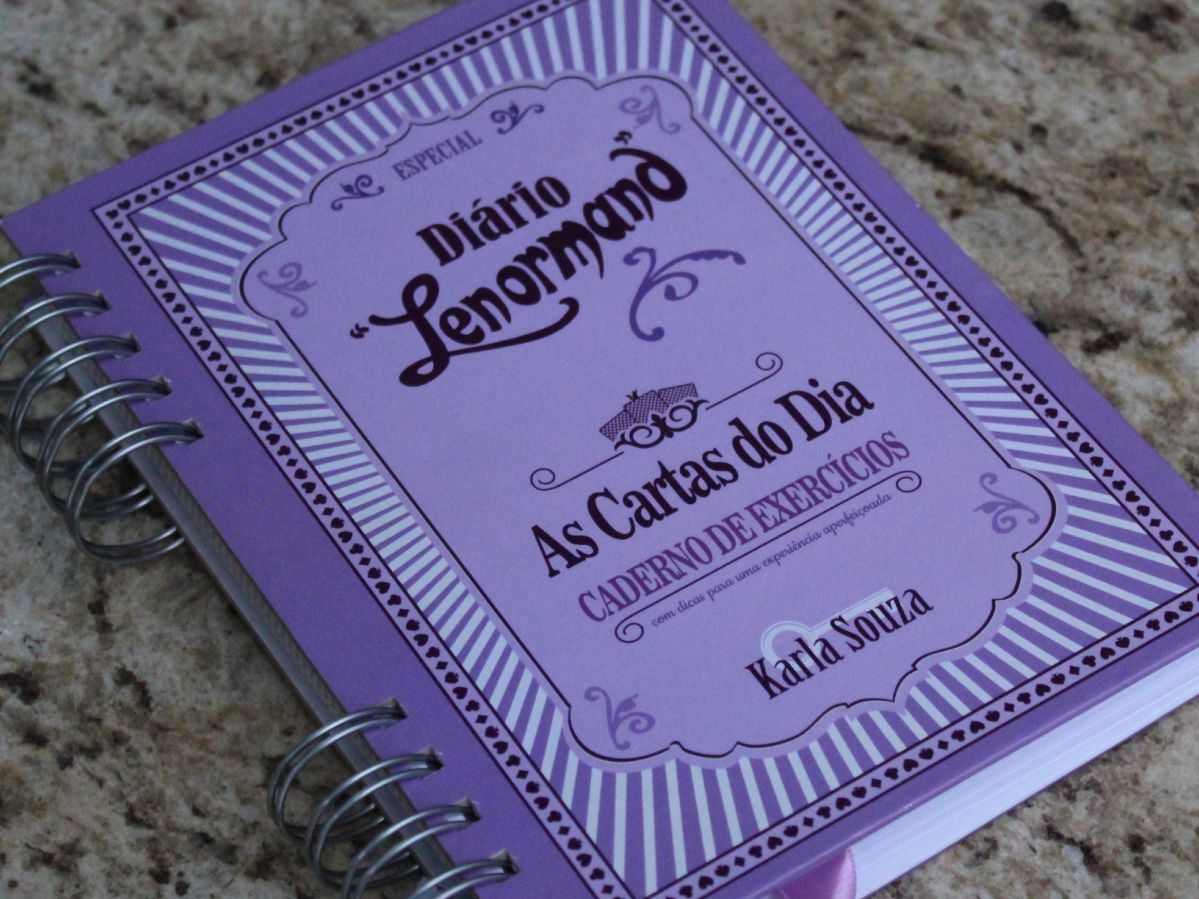 ESPECIAL
Diário
"Lenormand"
As Cartas do Dia
CADERNO DE EXERCÍCIOS
com dicas para uma experiência aperfeiçoada
Karla Souza